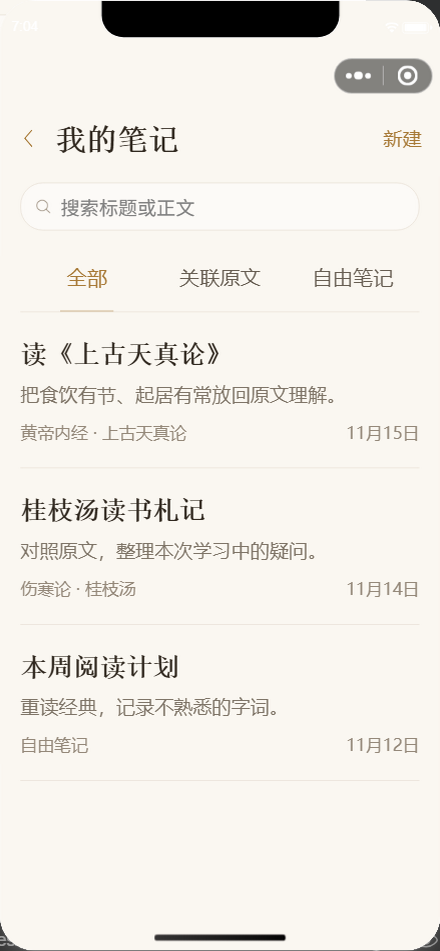 7:04
我的笔记
新建
搜索标题或正文
全部
关联原文
自由笔记
读《上古天真论》
把食饮有节、起居有常放回原文理解。
黄帝内经 · 上古天真论
11月15日
桂枝汤读书札记
对照原文，整理本次学习中的疑问。
伤寒论 · 桂枝汤
11月14日
本周阅读计划
重读经典，记录不熟悉的字词。
自由笔记
11月12日